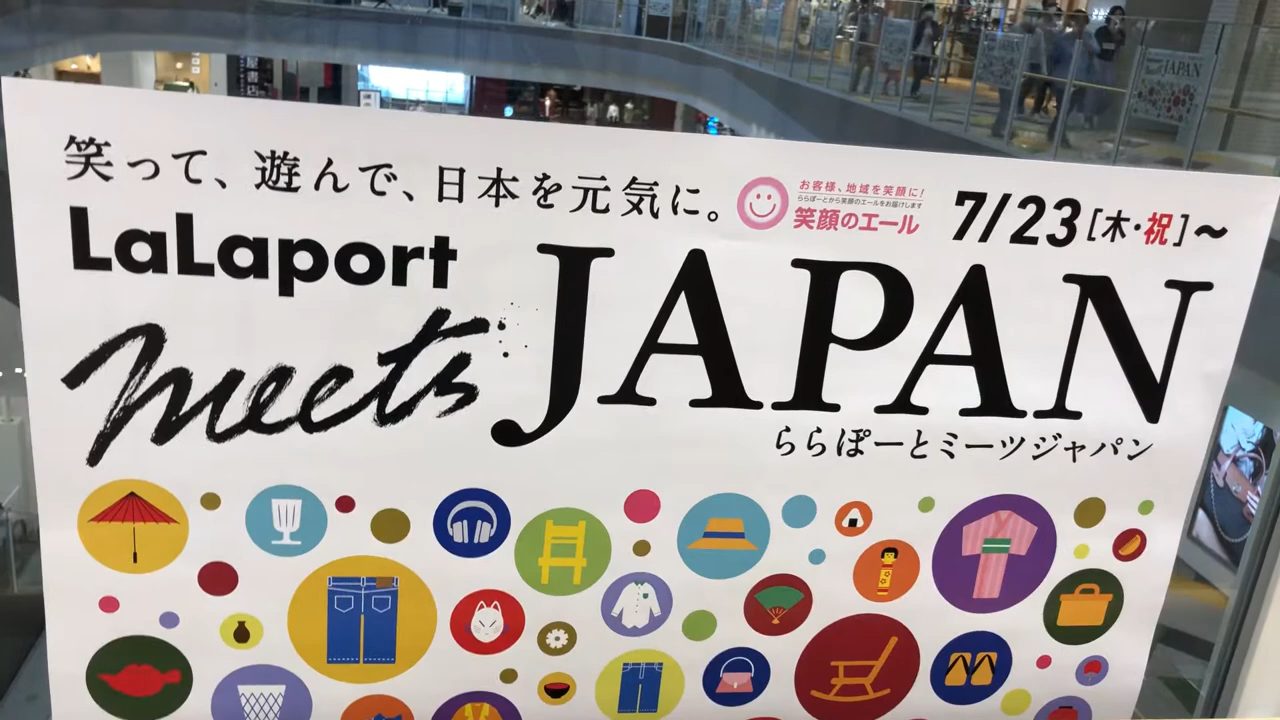 笑って、遊んで、日本を元気に。
お客様、地域を笑顔に!
ららぽーとから笑顔のエールをお届けします
笑顔のエール
7/23[木・祝]~
LaLaport
meets
JAPAN
ららぽーとミーツジャパン
JAPAN